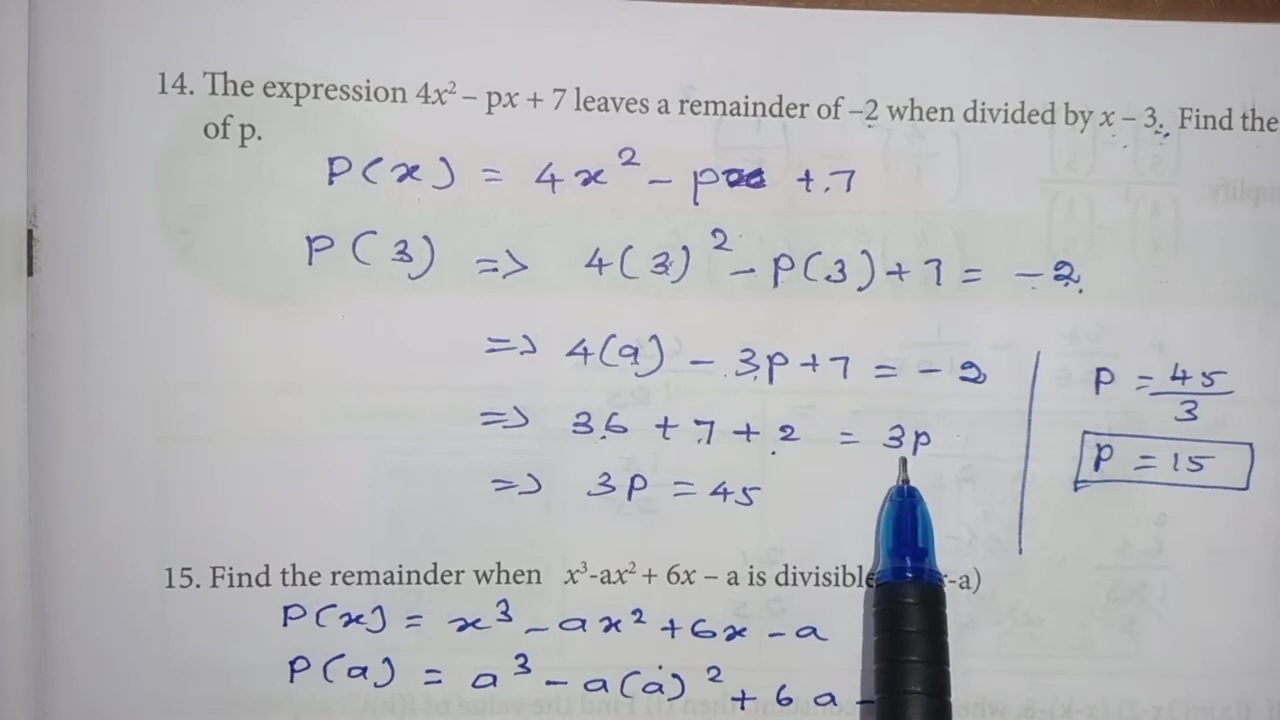 14. The expression 4x² – px + 7 leaves a remainder of –2 when divided by x – 3. Find the
of p.
P(x) = 4x² - px + 7
P(3) => 4(3)² - P(3) + 7 = -2
=> 4(9) - 3P + 7 = -2
=> 36 + 7 + 2 = 3P
=> 3P = 45
P = 45/3
P = 15
15. Find the remainder when x³-ax² + 6x – a is divisible -a)
P(x) = x³ - ax² + 6x - a
P(a) = a³ - a(a)² + 6a -